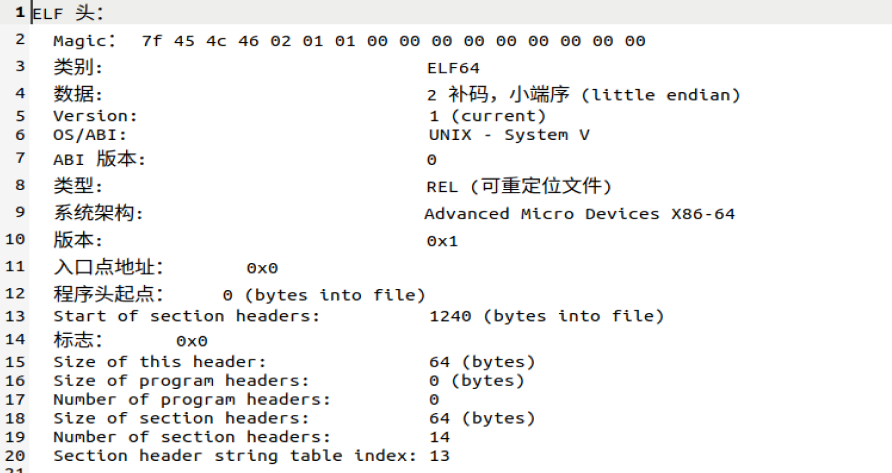 1 ELF 头：
2 Magic： 7f 45 4c 46 02 01 01 00 00 00 00 00 00 00 00 00
3 类别: ELF64
4 数据: 2 补码，小端序 (little endian)
5 Version: 1 (current)
6 OS/ABI: UNIX - System V
7 ABI 版本: 0
8 类型: REL (可重定位文件)
9 系统架构: Advanced Micro Devices X86-64
10 版本: 0x1
11 入口点地址： 0x0
12 程序头起点： 0 (bytes into file)
13 Start of section headers: 1240 (bytes into file)
14 标志： 0x0
15 Size of this header: 64 (bytes)
16 Size of program headers: 0 (bytes)
17 Number of program headers: 0
18 Size of section headers: 64 (bytes)
19 Number of section headers: 14
20 Section header string table index: 13
21